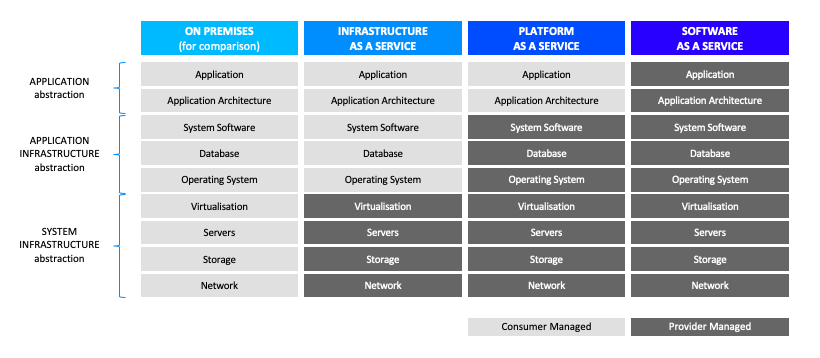 ON PREMISES
(for comparison)
INFRASTRUCTURE
AS A SERVICE
PLATFORM
AS A SERVICE
SOFTWARE
AS A SERVICE
APPLICATION
abstraction
Application
Application
Application
Application
Application Architecture
Application Architecture
Application Architecture
Application Architecture
APPLICATION
INFRASTRUCTURE
abstraction
System Software
System Software
System Software
System Software
Database
Database
Database
Database
Operating System
Operating System
Operating System
Operating System
SYSTEM
INFRASTRUCTURE
abstraction
Virtualisation
Virtualisation
Virtualisation
Virtualisation
Servers
Servers
Servers
Servers
Storage
Storage
Storage
Storage
Network
Network
Network
Network
Consumer Managed
Provider Managed